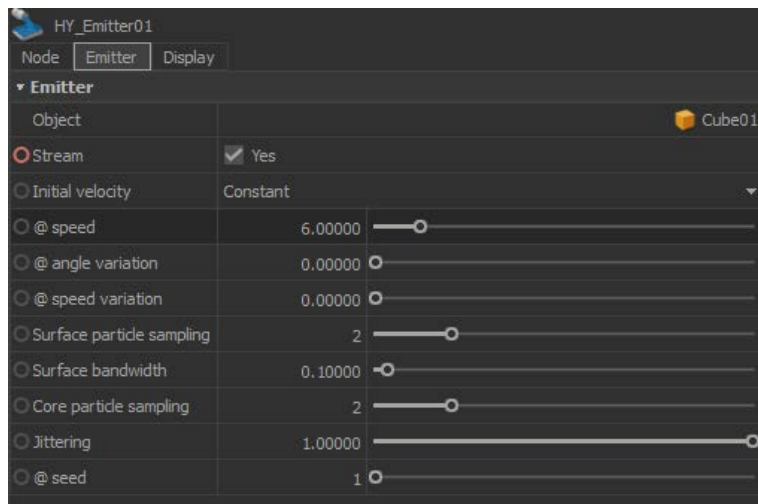 HY_Emitter01
Node Emitter Display
Emitter
Object Cube01
Stream Yes
Initial velocity Constant
@ speed 6.00000
@ angle variation 0.00000
@ speed variation 0.00000
Surface particle sampling 2
Surface bandwidth 0.10000
Core particle sampling 2
Jittering 1.00000
@ seed 1